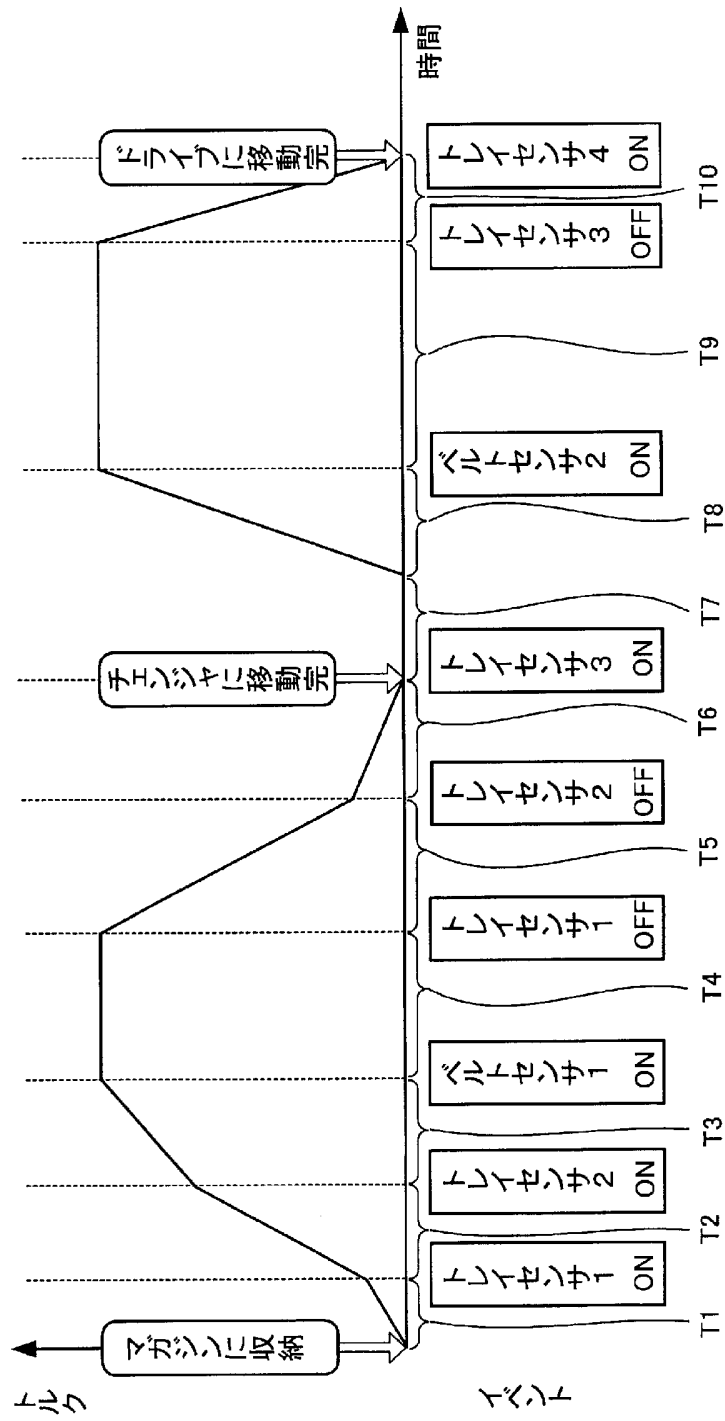 トルク
マガジンに収納
チェンジャに移動完
ドライブに移動完
時間
イベント
トレイセンサ1
ON
トレイセンサ2
ON
ベルトセンサ1
ON
トレイセンサ1
OFF
トレイセンサ2
OFF
トレイセンサ3
ON
ベルトセンサ2
ON
トレイセンサ3
OFF
トレイセンサ4
ON
T1
T2
T3
T4
T5
T6
T7
T8
T9
T10